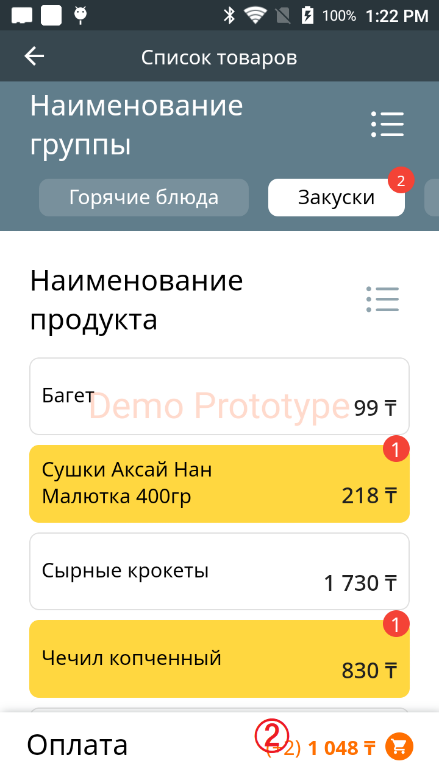 100% 1:22 PM
Список товаров
Наименование
группы
Горячие блюда
Закуски
2
Наименование
продукта
Багет
99 ₸
Demo Prototype
1
Сушки Аксай Нан
Малютка 400гр
218 ₸
Сырные крокеты
1 730 ₸
1
Чечил копченный
830 ₸
Оплата
2
2) 1 048 ₸